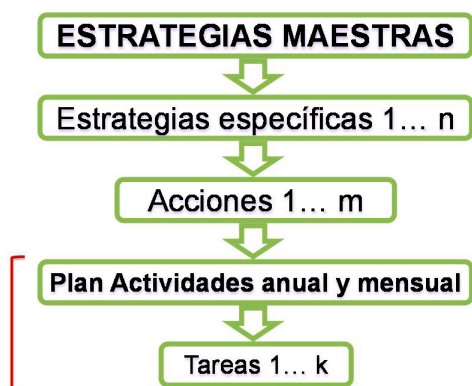 ESTRATEGIAS MAESTRAS
Estrategias específicas 1... n
Acciones 1... m
Plan Actividades anual y mensual
Tareas 1... k